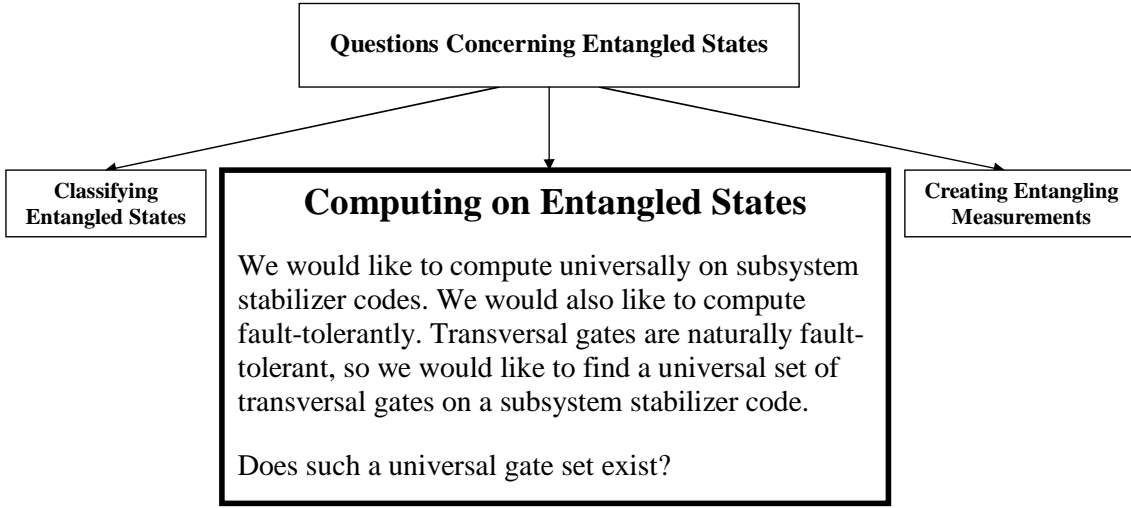 Questions Concerning Entangled States
Classifying
Entangled States
Computing on Entangled States
We would like to compute universally on subsystem
stabilizer codes. We would also like to compute
fault-tolerantly. Transversal gates are naturally fault-
tolerant, so we would like to find a universal set of
transversal gates on a subsystem stabilizer code.
Does such a universal gate set exist?
Creating Entangling
Measurements